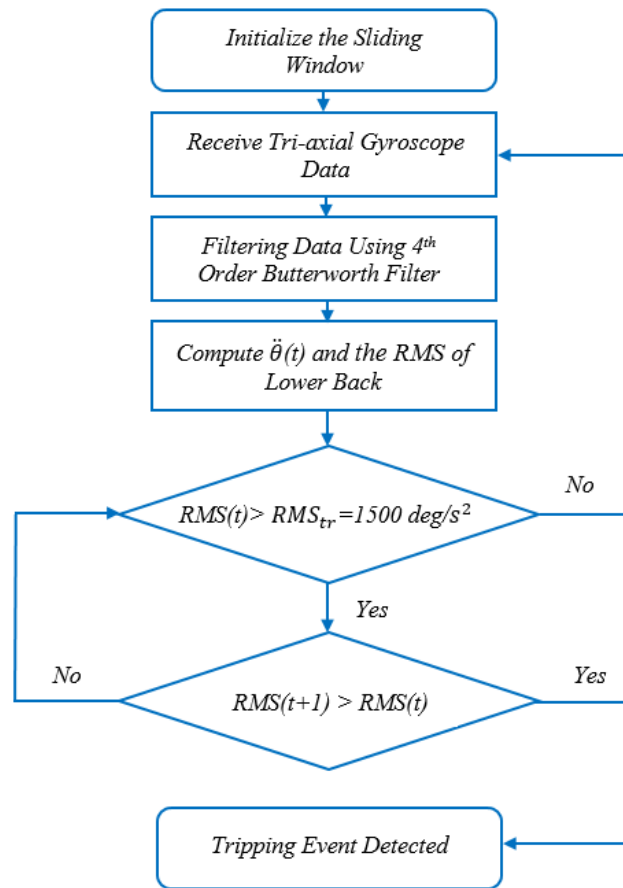 Initialize the Sliding
Window
Receive Tri-axial Gyroscope
Data
Filtering Data Using 4ᵗʰ
Order Butterworth Filter
Compute θ̈(t) and the RMS of
Lower Back
No
RMS(t)> RMSₜᵣ=1500 deg/s²
Yes
No
Yes
RMS(t+1) > RMS(t)
Tripping Event Detected